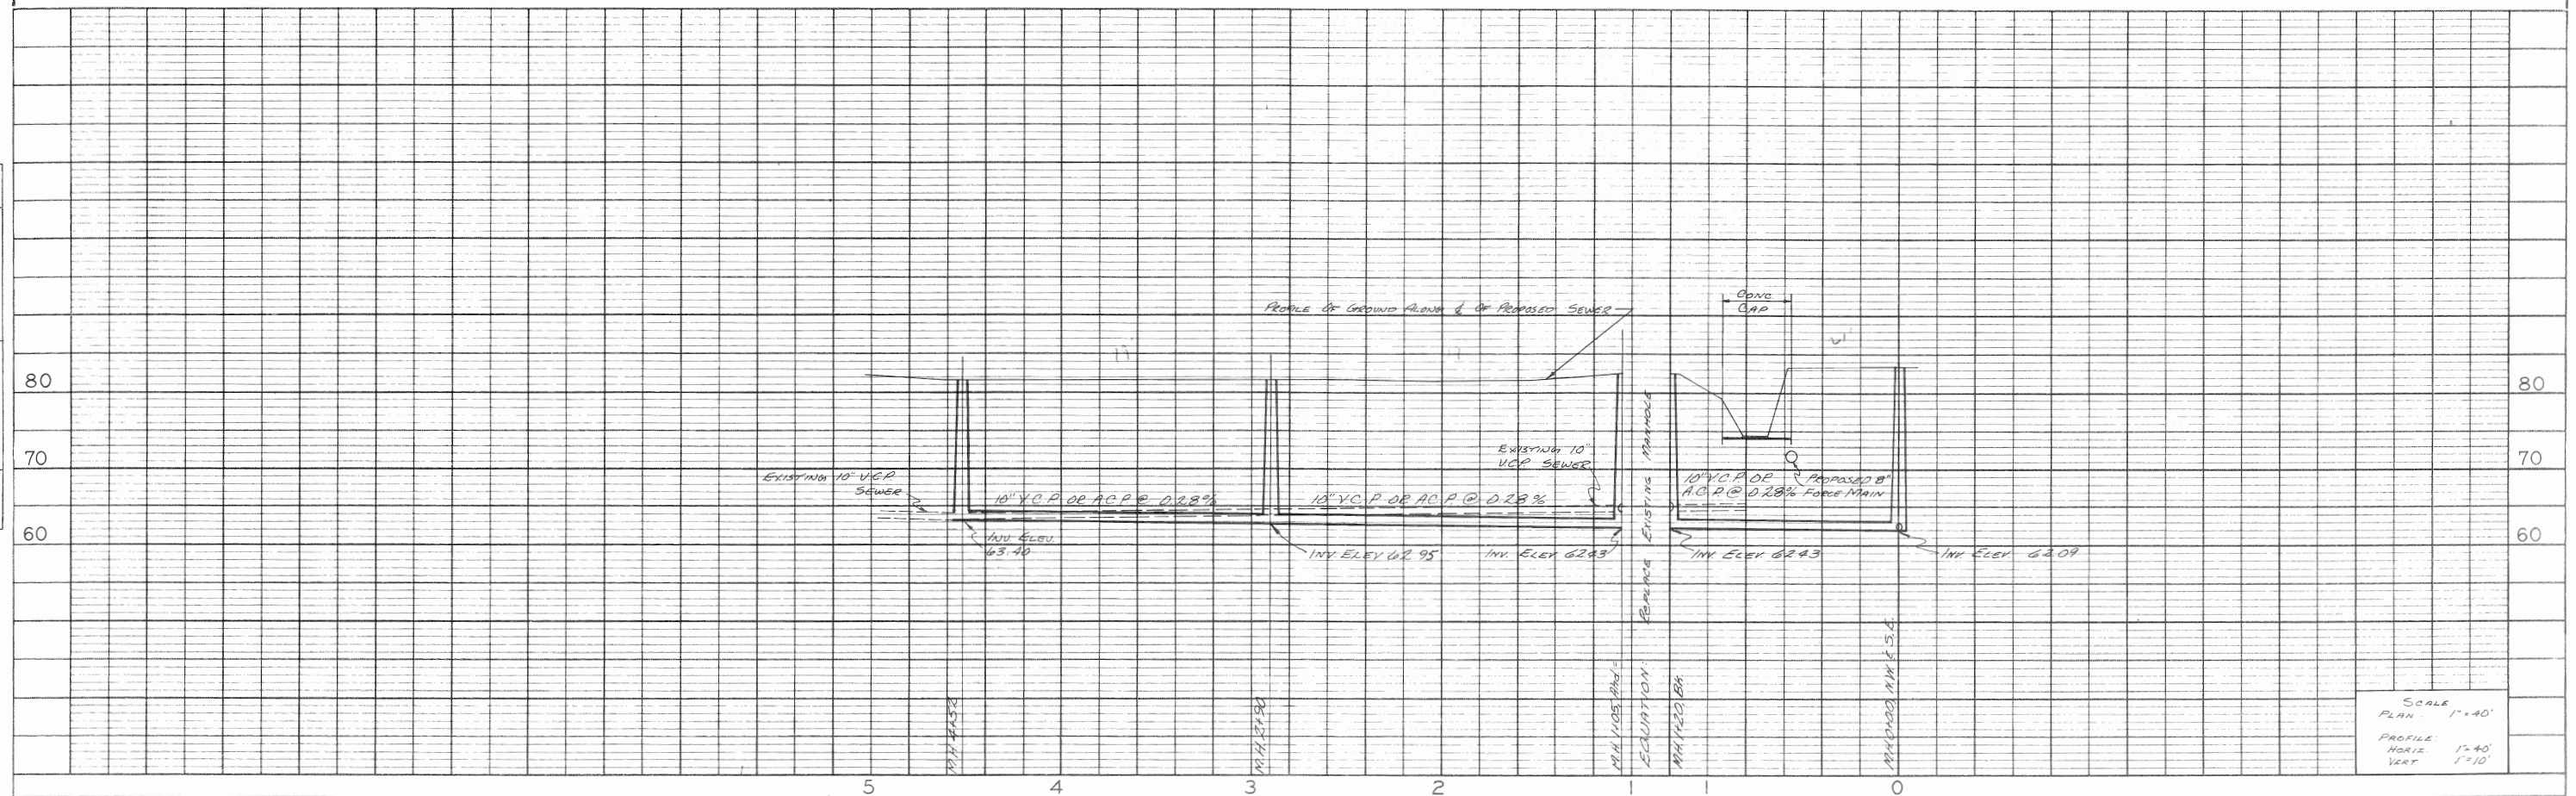 PROFILE OF GROUND ALONG ℄ OF PROPOSED SEWER
CONC.
CAP
80
80
70
70
60
60
EXISTING 10" V.C.P.
SEWER
10" V.C.P. OR A.C.P. @ 0.28%
10" V.C.P. OR A.C.P. @ 0.28%
EXISTING 10"
V.C.P. SEWER
10" V.C.P. OR
A.C.P. @ 0.28%
PROPOSED 8"
FORCE MAIN
INV. ELEV.
63.40
INV. ELEV. 62.95
INV. ELEV. 62.43
INV. ELEV. 62.43
INV. ELEV. 62.09
M.H. 4+52
M.H. 2+90
M.H. 1+05, Ahd.=
EQUATION: REPLACE EXISTING MANHOLE
M.H. 1+20, Bk.
M.H. 0+00, N.W. & S.E.
5
4
3
2
1
1
0
SCALE
PLAN: 1"=40'
PROFILE:
HORIZ. 1"=40'
VERT. 1"=10'